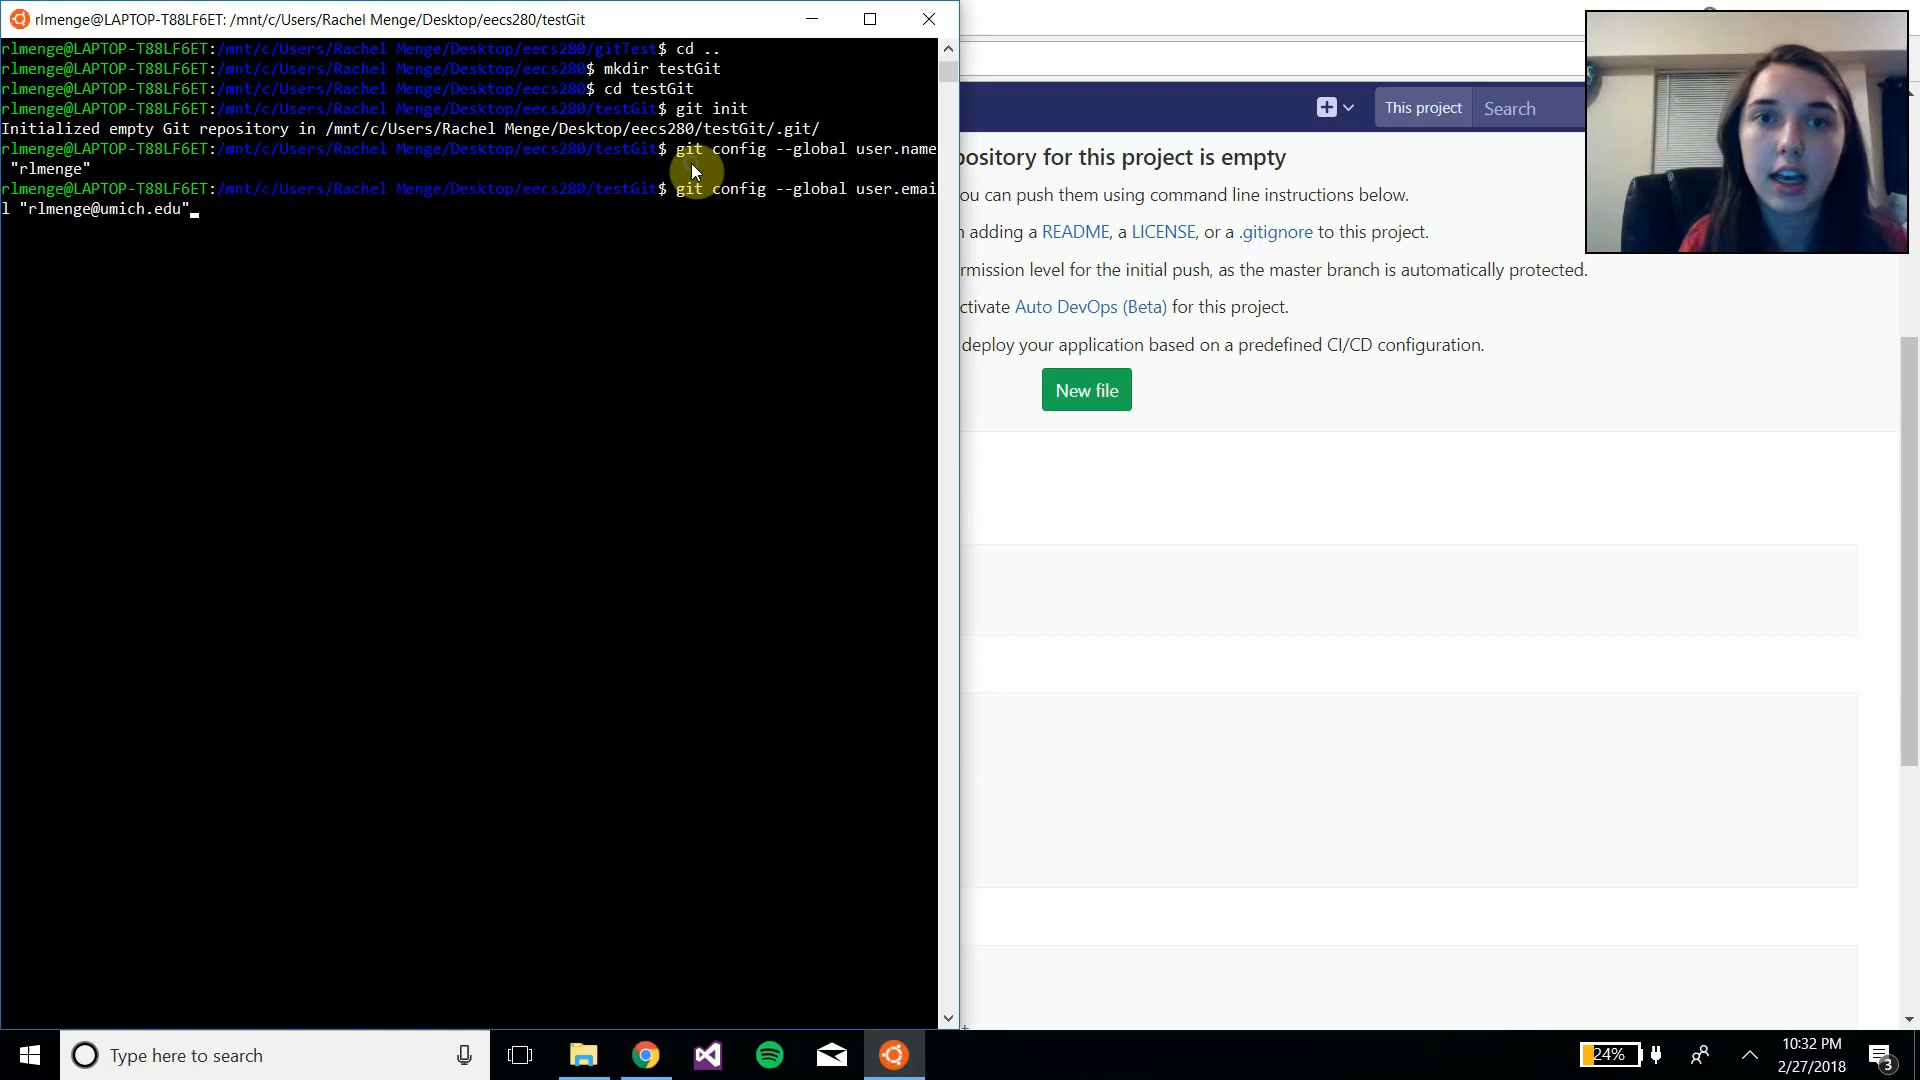 rlmenge@LAPTOP-T88LF6ET: /mnt/c/Users/Rachel Menge/Desktop/eecs280/testGit
rlmenge@LAPTOP-T88LF6ET:/mnt/c/Users/Rachel Menge/Desktop/eecs280/gitTest$ cd ..
rlmenge@LAPTOP-T88LF6ET:/mnt/c/Users/Rachel Menge/Desktop/eecs280$ mkdir testGit
rlmenge@LAPTOP-T88LF6ET:/mnt/c/Users/Rachel Menge/Desktop/eecs280$ cd testGit
rlmenge@LAPTOP-T88LF6ET:/mnt/c/Users/Rachel Menge/Desktop/eecs280/testGit$ git init
Initialized empty Git repository in /mnt/c/Users/Rachel Menge/Desktop/eecs280/testGit/.git/
rlmenge@LAPTOP-T88LF6ET:/mnt/c/Users/Rachel Menge/Desktop/eecs280/testGit$ git config --global user.name
"rlmenge"
rlmenge@LAPTOP-T88LF6ET:/mnt/c/Users/Rachel Menge/Desktop/eecs280/testGit$ git config --global user.emai
l "rlmenge@umich.edu"
This project Search
pository for this project is empty
ou can push them using command line instructions below.
n adding a README, a LICENSE, or a .gitignore to this project.
rmission level for the initial push, as the master branch is automatically protected.
ctivate Auto DevOps (Beta) for this project.
deploy your application based on a predefined CI/CD configuration.
New file
Type here to search
24%
10:32 PM
2/27/2018
3